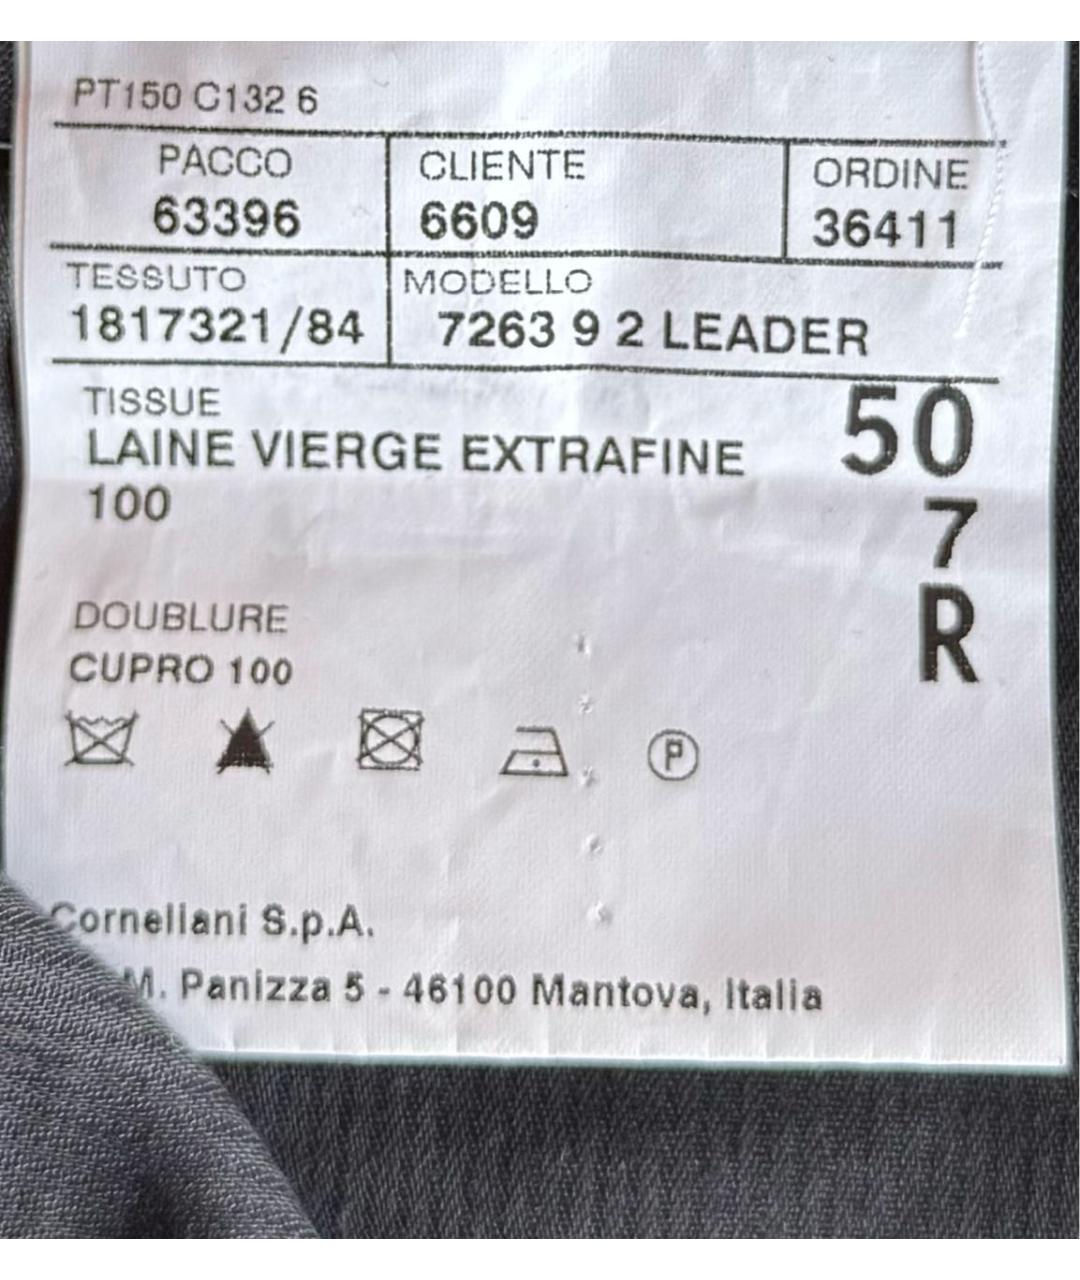 PT150 C132 6
PACCO CLIENTE ORDINE
63396 6609 36411
TESSUTO MODELLO
1817321/84 7263 9 2 LEADER
TISSUE
LAINE VIERGE EXTRAFINE
100
50
7
R
DOUBLURE
CUPRO 100
P
Corneliani S.p.A.
M. Panizza 5 - 46100 Mantova, Italia